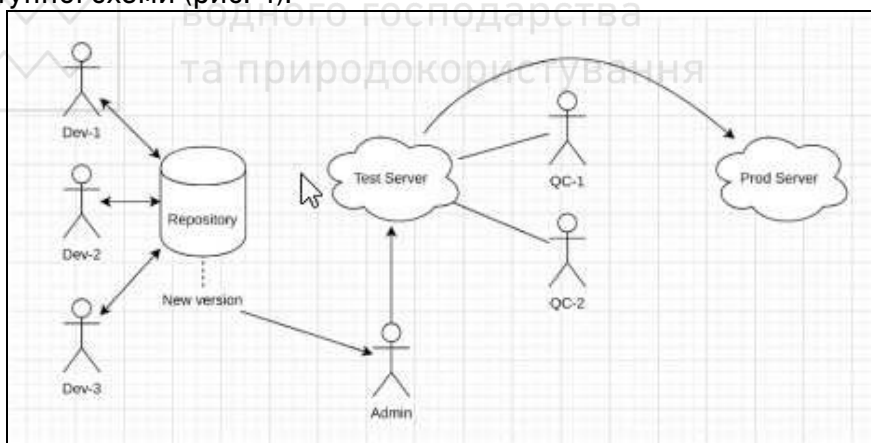 водного господарства
та природокористування
Dev-1
Dev-2
Dev-3
Repository
New version
Admin
Test Server
QC-1
QC-2
Prod Server